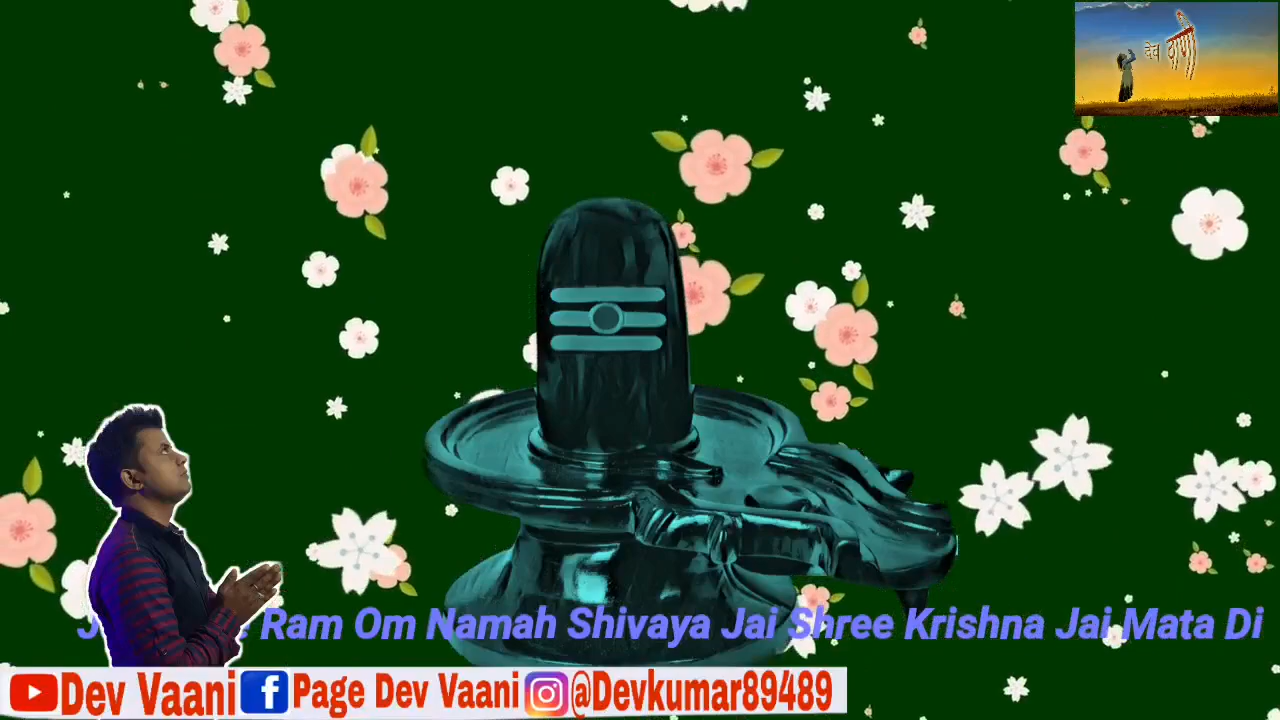 देव वाणी
Ram Om Namah Shivaya Jai Shree Krishna Jai Mata Di
Dev Vaani Page Dev Vaani @Devkumar89489